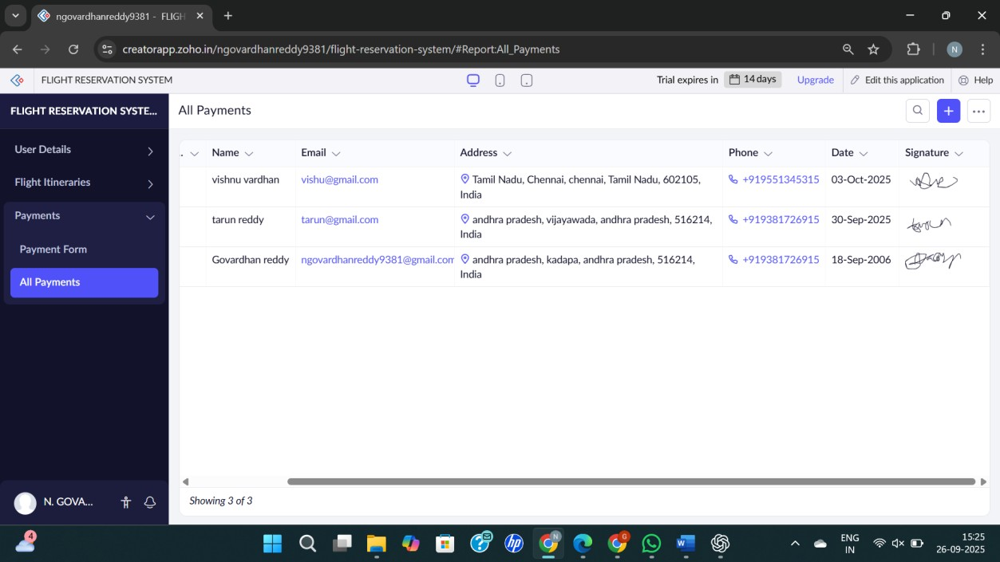 ngovardhanreddy9381 - FLIGH
creatorapp.zoho.in/ngovardhanreddy9381/flight-reservation-system/#Report:All_Payments
N
FLIGHT RESERVATION SYSTEM
Trial expires in 14 days Upgrade Edit this application Help
FLIGHT RESERVATION SYSTE...
All Payments
User Details
Flight Itineraries
Payments
Payment Form
All Payments
. Name Email Address Phone Date Signature
vishnu vardhan vishu@gmail.com Tamil Nadu, Chennai, chennai, Tamil Nadu, 602105, +919551345315 03-Oct-2025
India
tarun reddy tarun@gmail.com andhra pradesh, vijayawada, andhra pradesh, 516214, +919381726915 30-Sep-2025
India
Govardhan reddy ngovardhanreddy9381@gmail.com andhra pradesh, kadapa, andhra pradesh, 516214, +919381726915 18-Sep-2006
India
Showing 3 of 3
N. GOVA...
4
hp
N
G
W
ENG
IN
15:25
26-09-2025